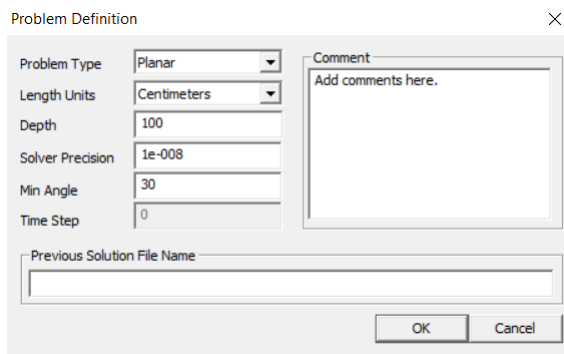 Problem Definition
Problem Type Planar
Length Units Centimeters
Depth 100
Solver Precision 1e-008
Min Angle 30
Time Step 0
Comment
Add comments here.
Previous Solution File Name
OK Cancel